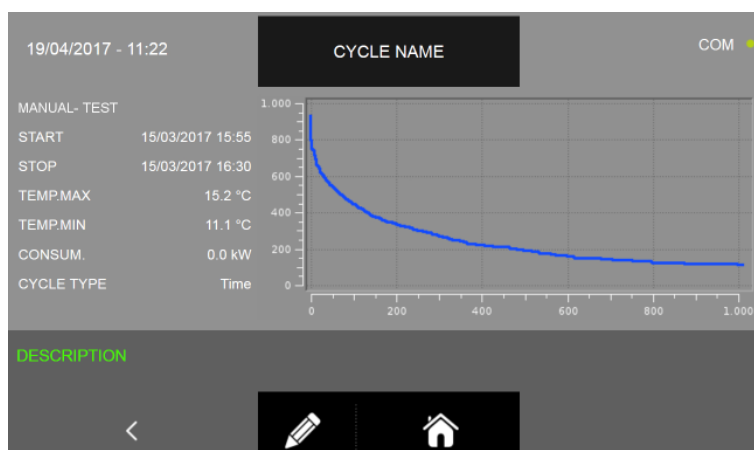 19/04/2017 - 11:22
CYCLE NAME
COM
MANUAL- TEST
START 15/03/2017 15:55
STOP 15/03/2017 16:30
TEMP.MAX 15.2 °C
TEMP.MIN 11.1 °C
CONSUM. 0.0 kW
CYCLE TYPE Time
1.000
800
600
400
200
0
0 200 400 600 800 1.000
DESCRIPTION